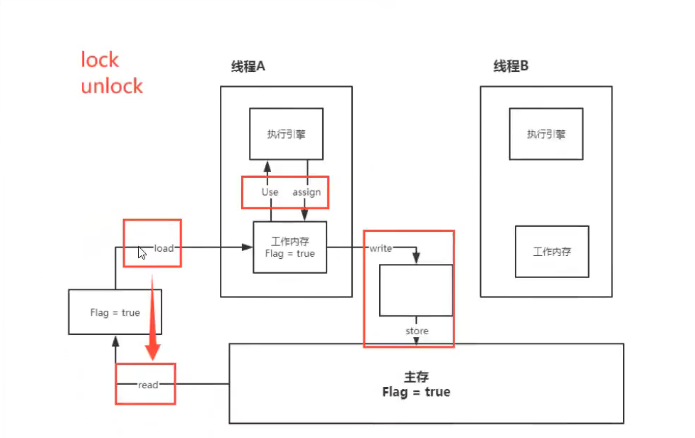 lock
unlock
线程A
线程B
执行引擎
执行引擎
Use
assign
load
工作内存
Flag = true
write
工作内存
Flag = true
store
read
主存
Flag = true